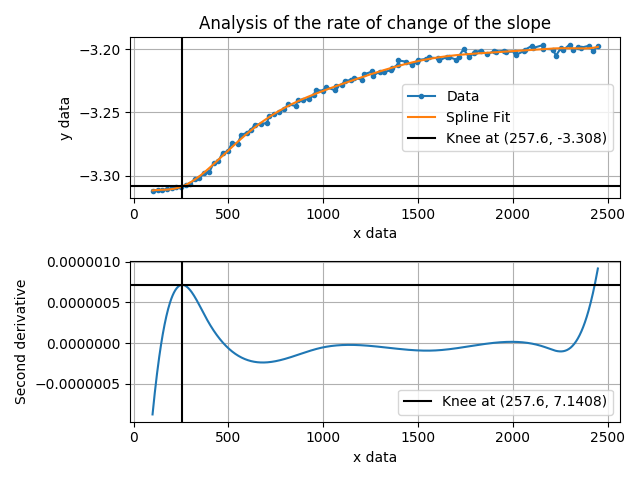 Analysis of the rate of change of the slope
y data
−3.20
−3.25
−3.30
Data
Spline Fit
Knee at (257.6, -3.308)
0 500 1000 1500 2000 2500
x data
Second derivative
0.0000010
0.0000005
0.0000000
−0.0000005
Knee at (257.6, 7.1408)
0 500 1000 1500 2000 2500
x data